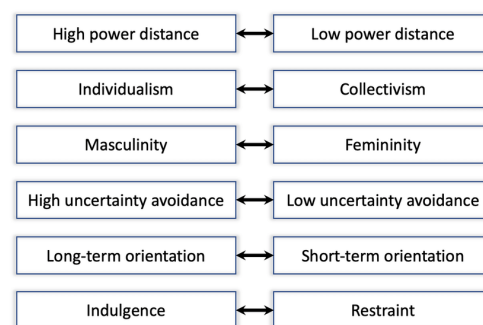 High power distance Low power distance
Individualism Collectivism
Masculinity Femininity
High uncertainty avoidance Low uncertainty avoidance
Long-term orientation Short-term orientation
Indulgence Restraint